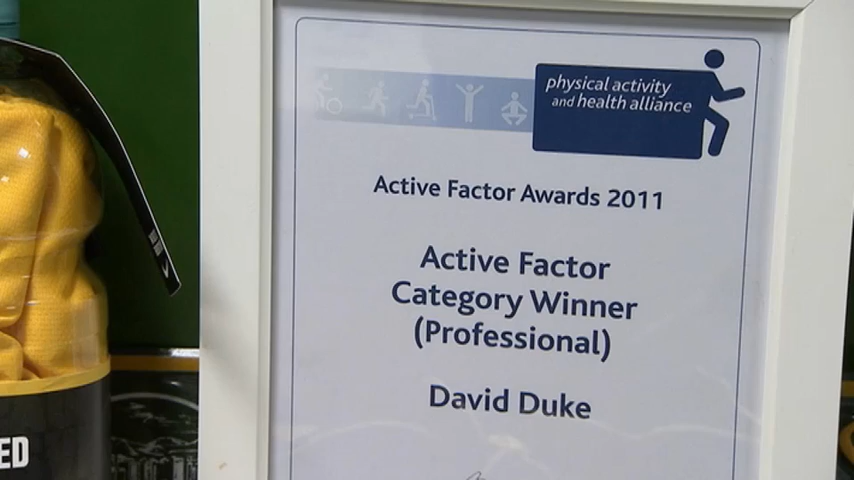 physical activity
and health alliance
Active Factor Awards 2011
Active Factor
Category Winner
(Professional)
David Duke
ED